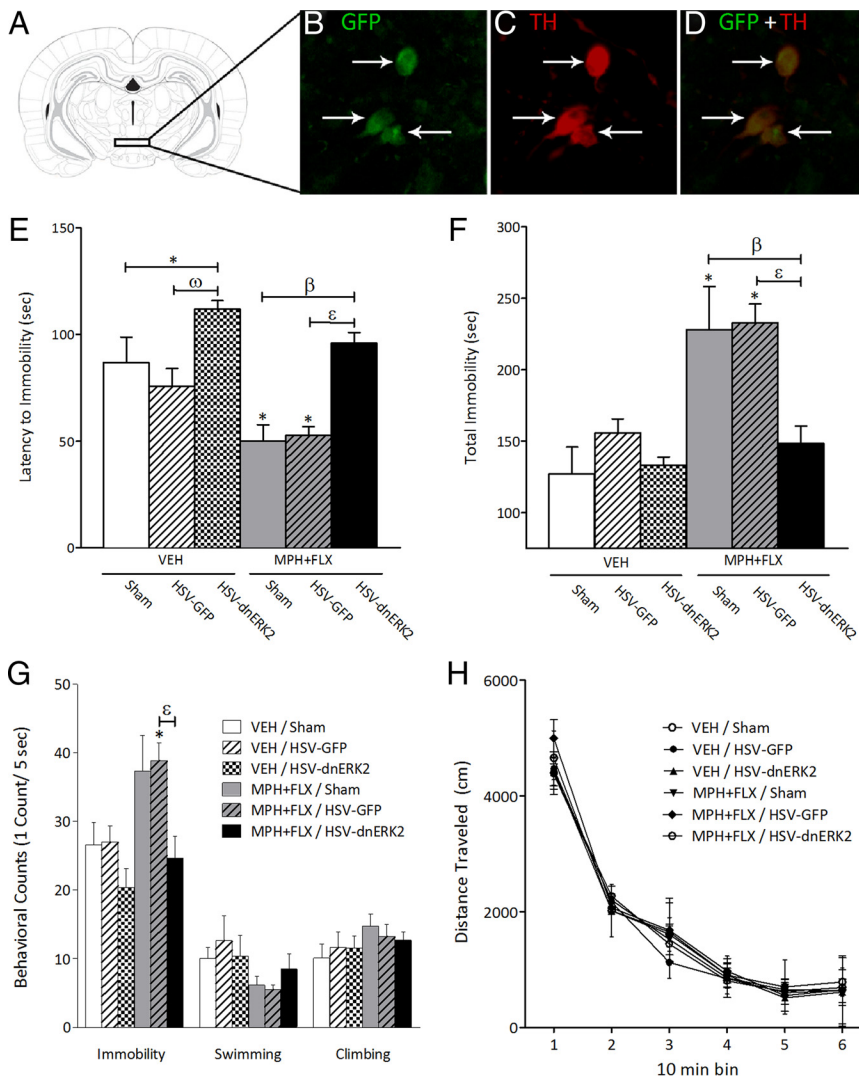 A
B GFP
C TH
D GFP + TH
E
150
100
50
0
Latency to Immobility (sec)
*
ω
β
ε
*
*
VEH
MPH+FLX
Sham
HSV-GFP
HSV-dnERK2
Sham
HSV-GFP
HSV-dnERK2
F
300
250
200
150
100
Total Immobility (sec)
β
ε
*
*
VEH
MPH+FLX
Sham
HSV-GFP
HSV-dnERK2
Sham
HSV-GFP
HSV-dnERK2
G
50
40
30
20
10
0
Behavioral Counts (1 Count/ 5 sec)
ε
*
VEH / Sham
VEH / HSV-GFP
VEH / HSV-dnERK2
MPH+FLX / Sham
MPH+FLX / HSV-GFP
MPH+FLX / HSV-dnERK2
Immobility
Swimming
Climbing
H
6000
4000
2000
0
Distance Traveled (cm)
VEH / Sham
VEH / HSV-GFP
VEH / HSV-dnERK2
MPH+FLX / Sham
MPH+FLX / HSV-GFP
MPH+FLX / HSV-dnERK2
1 2 3 4 5 6
10 min bin